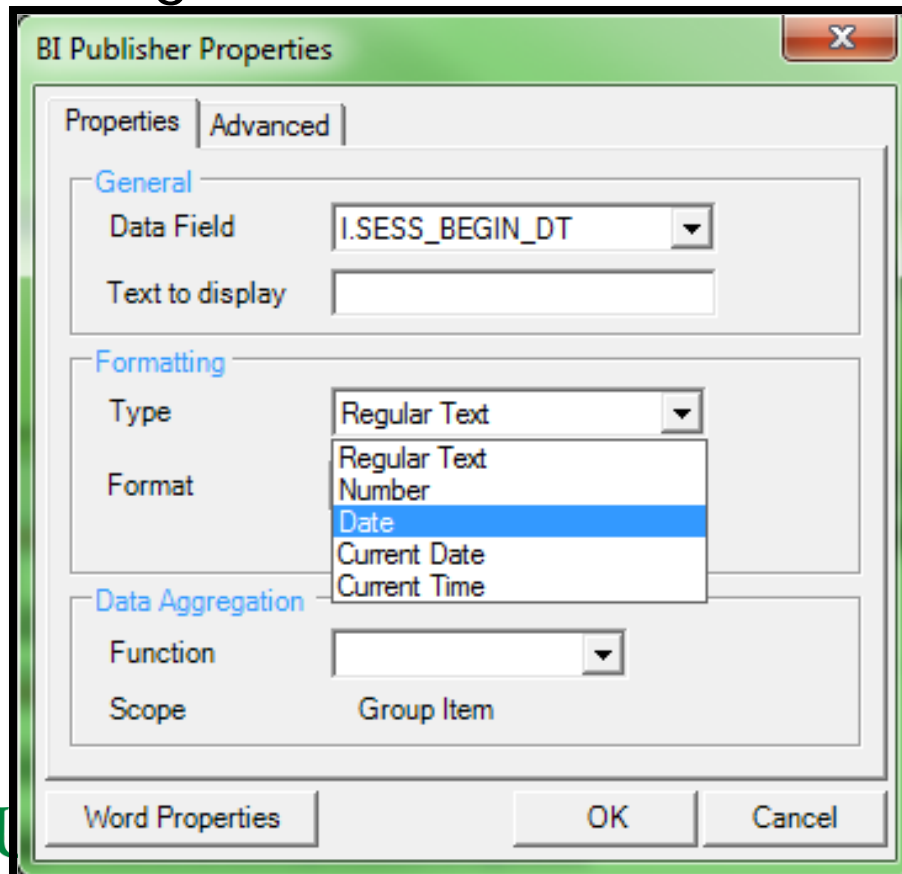 BI Publisher Properties
Properties Advanced
General
Data Field I.SESS_BEGIN_DT
Text to display
Formatting
Type Regular Text
Regular Text
Format
Number
Date
Current Date
Current Time
Data Aggregation
Function
Scope Group Item
Word Properties OK Cancel